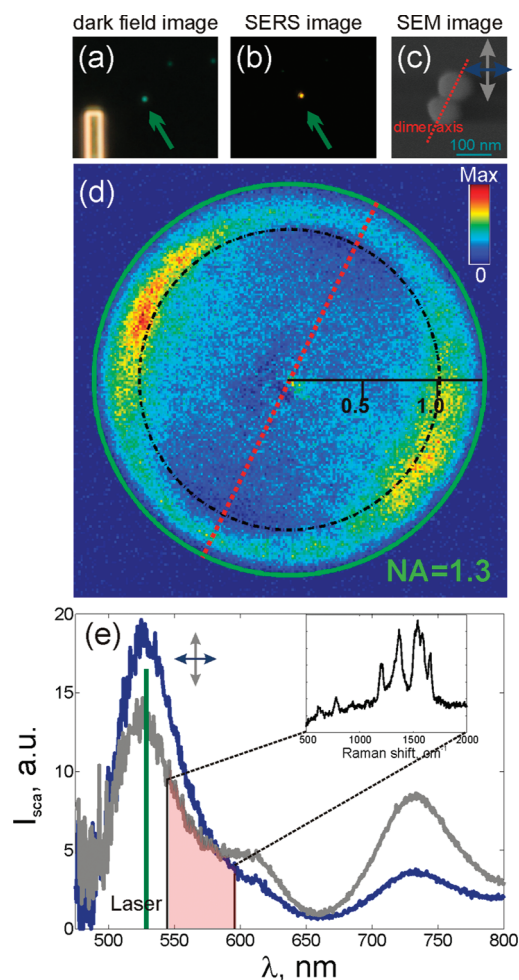 dark field image
SERS image
SEM image
(a)
(b)
(c)
dimer axis
100 nm
(d)
Max
0
0.5
1.0
NA=1.3
(e)
20
15
10
5
0
I sca, a.u.
Laser
500
550
600
650
700
750
800
λ, nm
500
1000
1500
2000
Raman shift, cm⁻¹